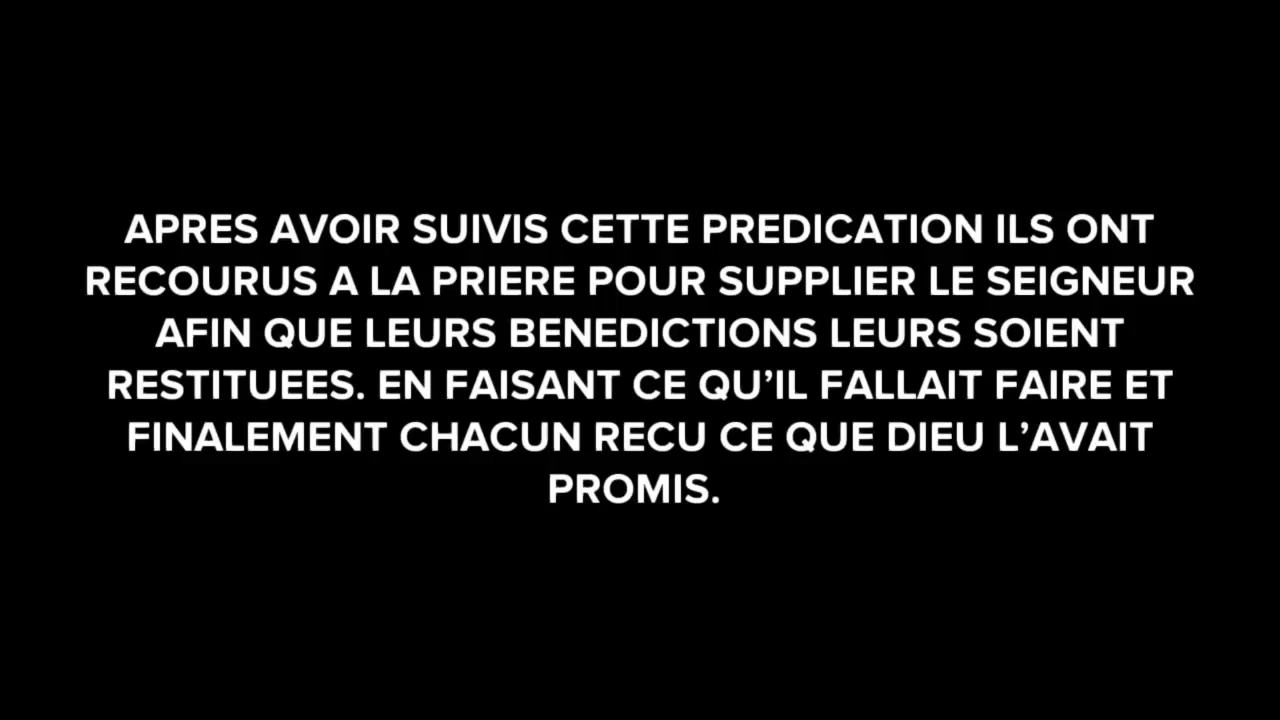 APRES AVOIR SUIVIS CETTE PREDICATION ILS ONT
RECOURUS A LA PRIERE POUR SUPPLIER LE SEIGNEUR
AFIN QUE LEURS BENEDICTIONS LEURS SOIENT
RESTITUEES. EN FAISANT CE QU’IL FALLAIT FAIRE ET
FINALEMENT CHACUN RECU CE QUE DIEU L’AVAIT
PROMIS.